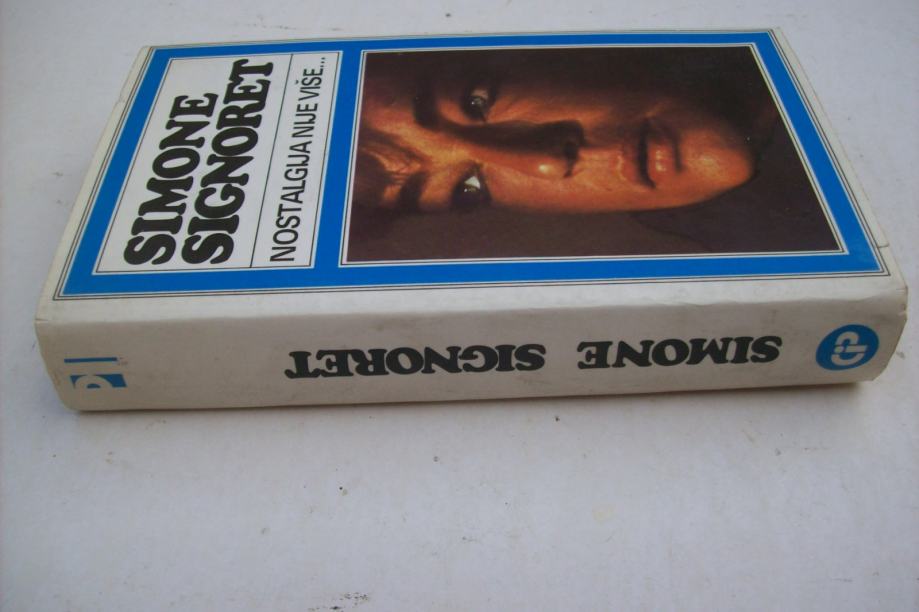 SIMONE
SIGNORET
NOSTALGIJA NIJE VIŠE...
SIMONE SIGNORET